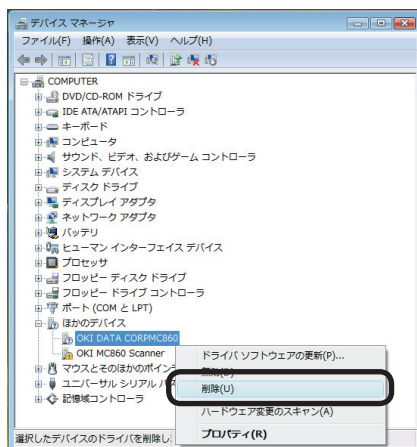 デバイス マネージャ
ファイル(F) 操作(A) 表示(V) ヘルプ(H)
COMPUTER
DVD/CD-ROM ドライブ
IDE ATA/ATAPI コントローラ
キーボード
コンピュータ
サウンド、ビデオ、およびゲーム コントローラ
システム デバイス
ディスク ドライブ
ディスプレイ アダプタ
ネットワーク アダプタ
バッテリ
ヒューマン インターフェイス デバイス
プロセッサ
フロッピー ディスク ドライブ
フロッピー ドライブ コントローラ
ポート (COM と LPT)
ほかのデバイス
OKI DATA CORPMC860
OKI MC860 Scanner
マウスとそのほかのポイン
ユニバーサル シリアル バス
記憶域コントローラ
ドライバ ソフトウェアの更新(P)...
削除(U)
ハードウェア変更のスキャン(A)
プロパティ(R)
選択したデバイスのドライバを削除し